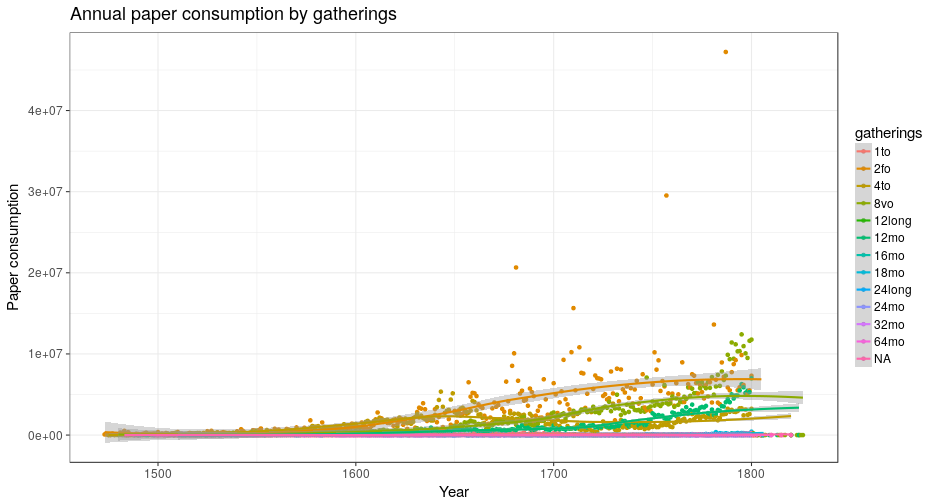 Annual paper consumption by gatherings
Paper consumption
4e+07
3e+07
2e+07
1e+07
0e+00
1500
1600
1700
1800
Year
gatherings
1to
2fo
4to
8vo
12long
12mo
16mo
18mo
24long
24mo
32mo
64mo
NA